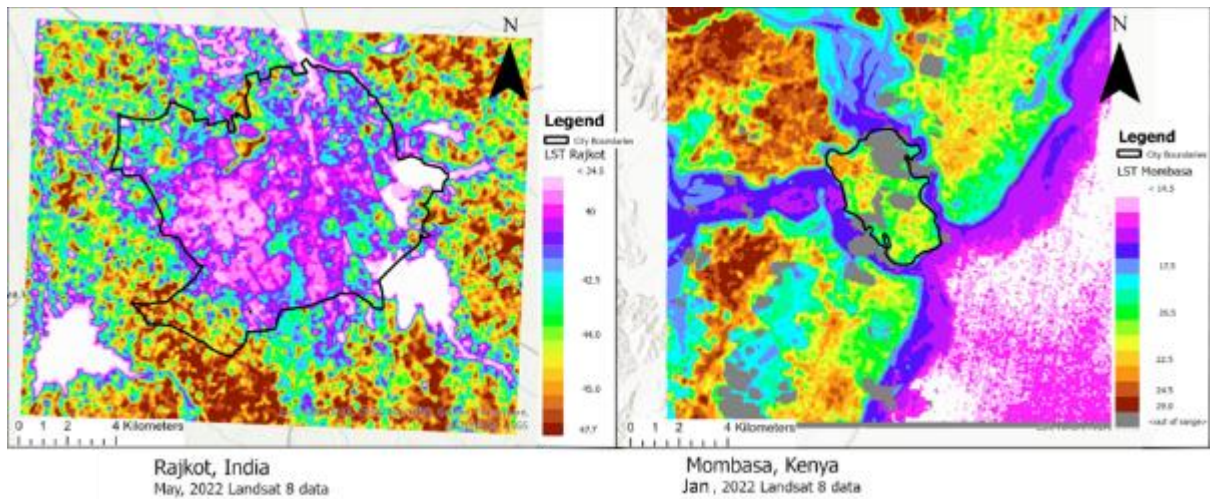 N
Legend
City Boundaries
LST Rajkot
< 24.5
40
42.5
44.0
45.0
47.7
0 1 2 4 Kilometers
Rajkot, India
May, 2022 Landsat 8 data
N
Legend
City Boundaries
LST Mombasa
< 14.5
17.5
22.5
24.5
29.0
<out of range>
0 1 2 4 Kilometers
Mombasa, Kenya
Jan , 2022 Landsat 8 data